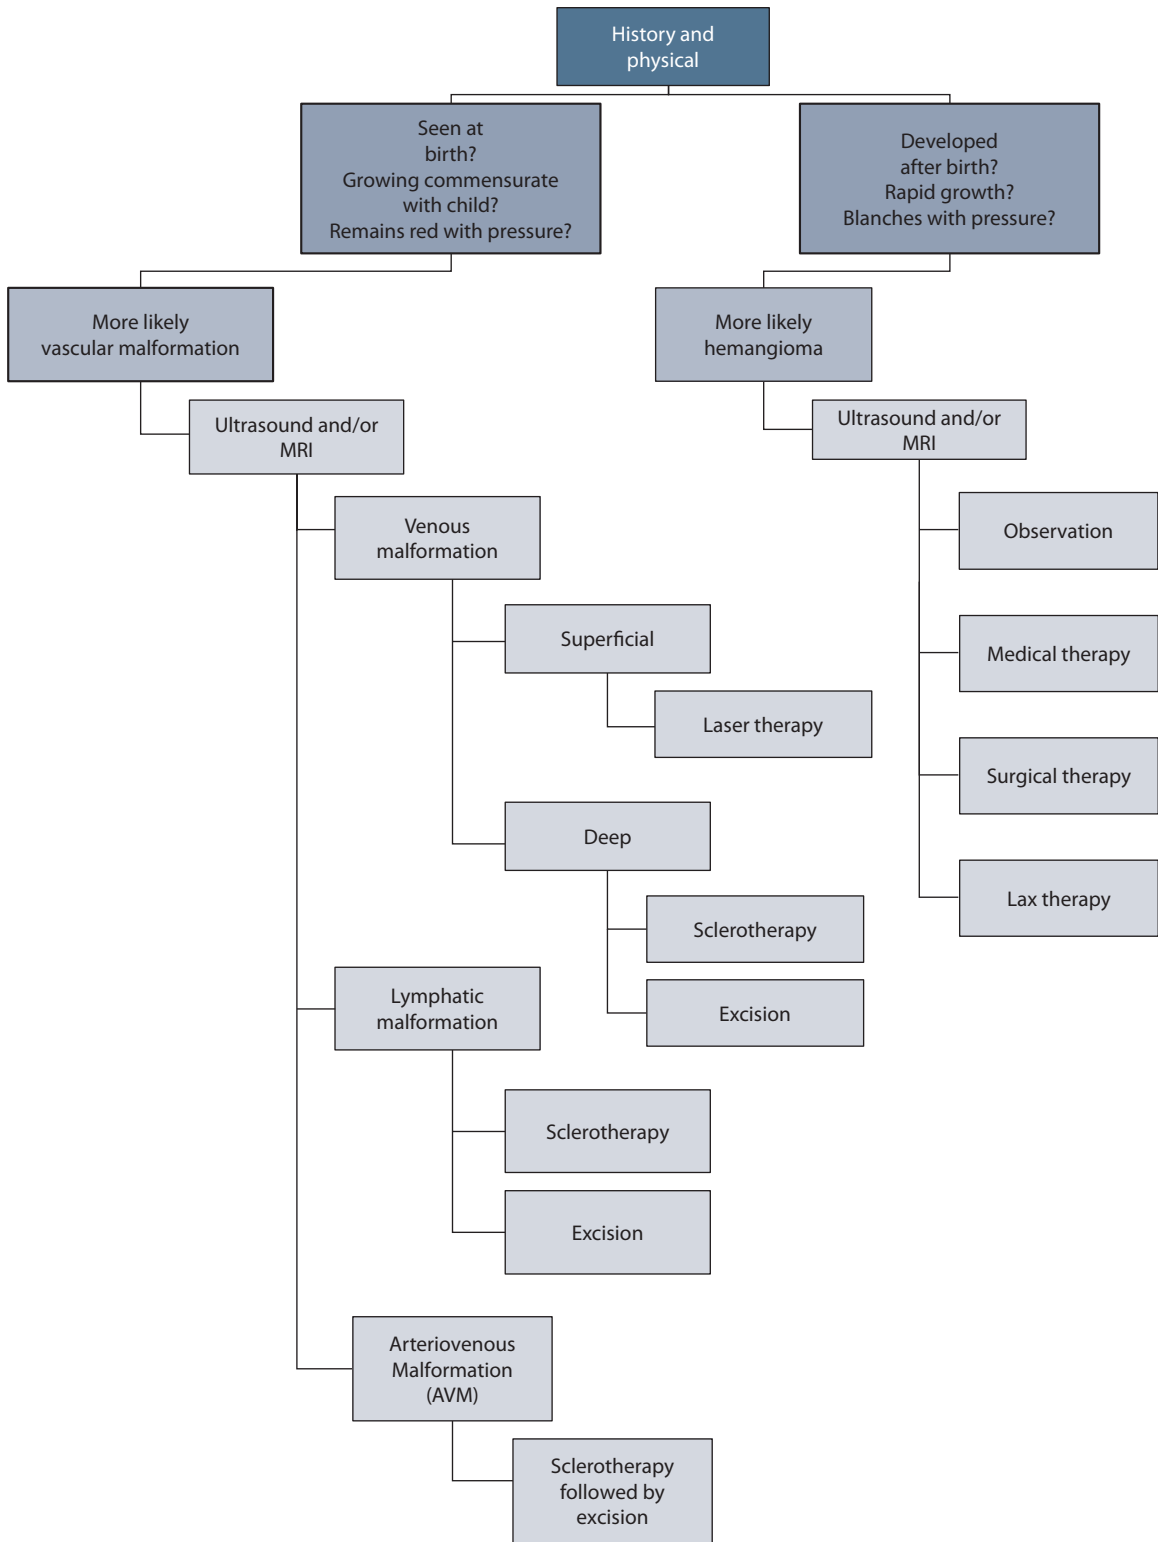 History and
physical
Seen at
birth?
Growing commensurate
with child?
Remains red with pressure?
Developed
after birth?
Rapid growth?
Blanches with pressure?
More likely
vascular malformation
More likely
hemangioma
Ultrasound and/or
MRI
Ultrasound and/or
MRI
Venous
malformation
Observation
Superficial
Medical therapy
Laser therapy
Surgical therapy
Deep
Lax therapy
Sclerotherapy
Excision
Lymphatic
malformation
Sclerotherapy
Excision
Arteriovenous
Malformation
(AVM)
Sclerotherapy
followed by
excision